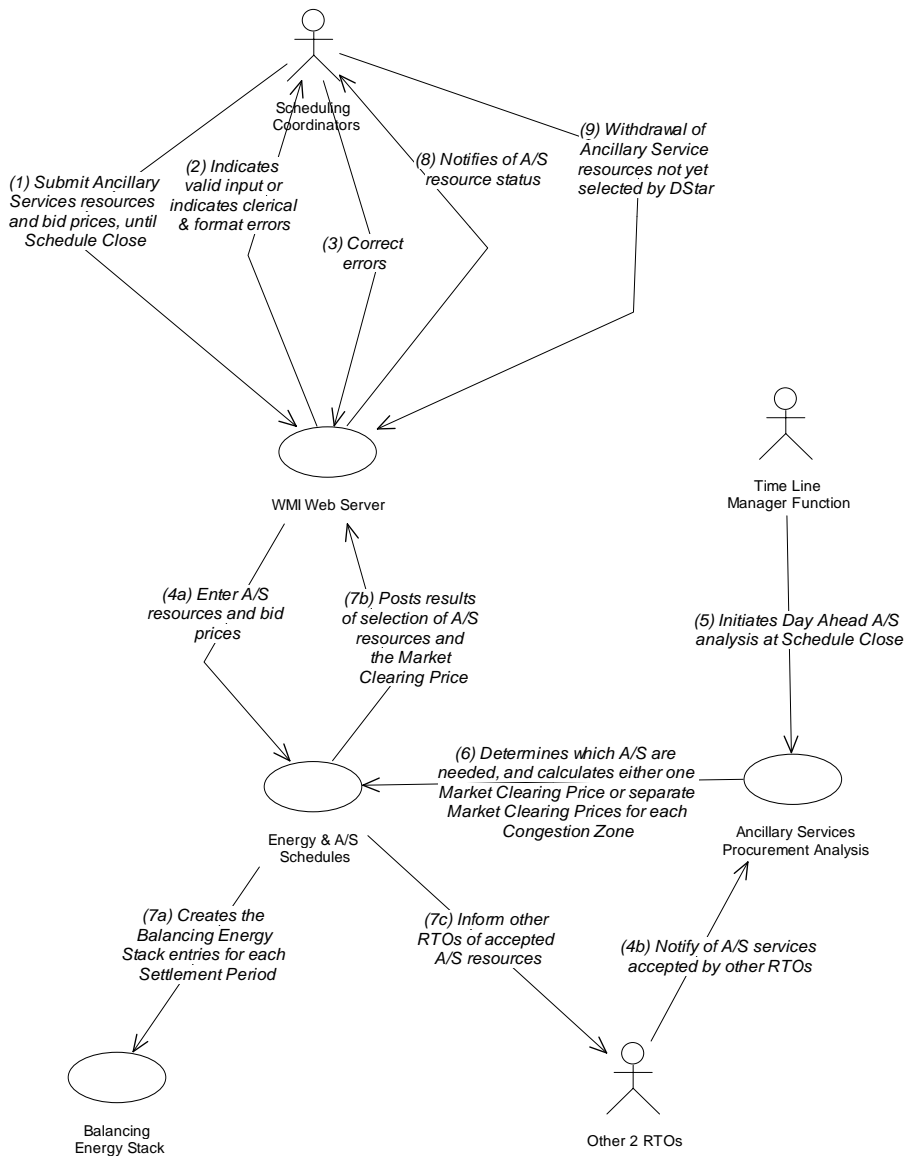 Scheduling
Coordinators
(1) Submit Ancillary
Services resources
and bid prices, until
Schedule Close
(2) Indicates
valid input or
indicates clerical
& format errors
(3) Correct
errors
(8) Notifies of A/S
resource status
(9) Withdrawal of
Ancillary Service
resources not yet
selected by DStar
WMI Web Server
Time Line
Manager Function
(4a) Enter A/S
resources and bid
prices
(7b) Posts results
of selection of A/S
resources and
the Market
Clearing Price
(5) Initiates Day Ahead A/S
analysis at Schedule Close
(6) Determines which A/S are
needed, and calculates either one
Market Clearing Price or separate
Market Clearing Prices for each
Congestion Zone
Energy & A/S
Schedules
Ancillary Services
Procurement Analysis
(7a) Creates the
Balancing Energy
Stack entries for each
Settlement Period
(7c) Inform other
RTOs of accepted
A/S resources
(4b) Notify of A/S services
accepted by other RTOs
Balancing
Energy Stack
Other 2 RTOs